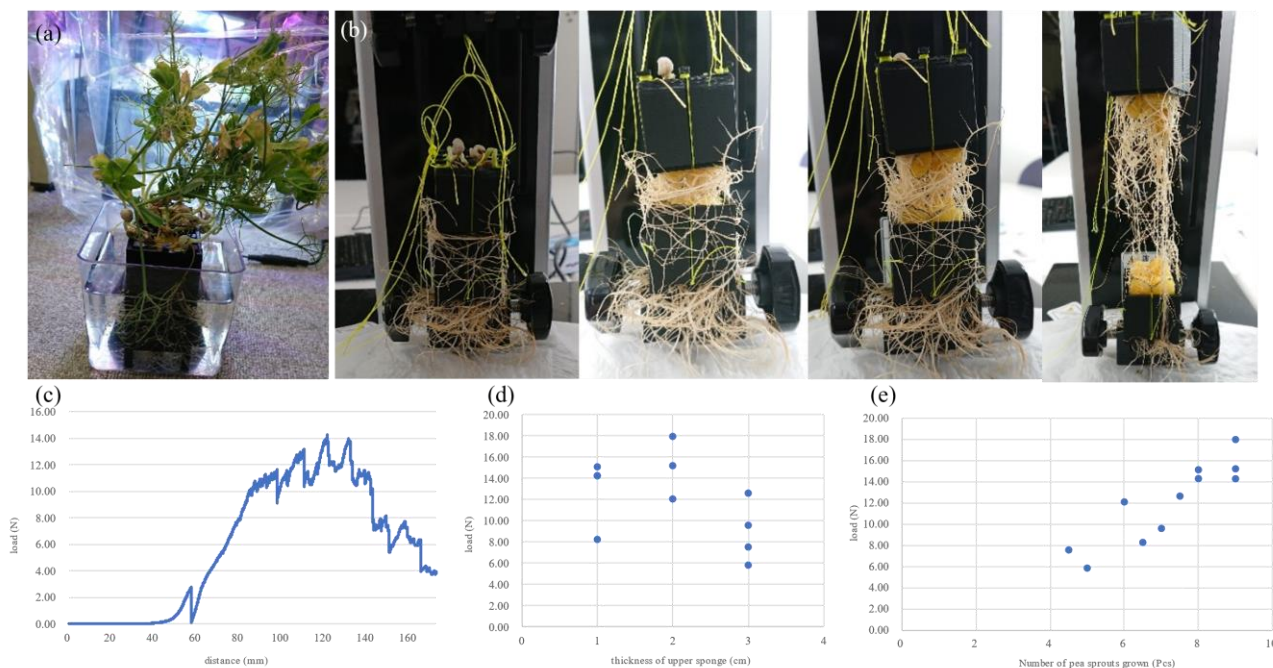 (a)
(b)
(c)
16.00
14.00
12.00
10.00
8.00
6.00
4.00
2.00
0.00
load (N)
0 20 40 60 80 100 120 140 160
distance (mm)
(d)
20.00
18.00
16.00
14.00
12.00
10.00
8.00
6.00
4.00
2.00
0.00
load (N)
0 1 2 3 4
thickness of upper sponge (cm)
(e)
20.00
18.00
16.00
14.00
12.00
10.00
8.00
6.00
4.00
2.00
0.00
load (N)
0 2 4 6 8 10
Number of pea sprouts grown (Pcs)